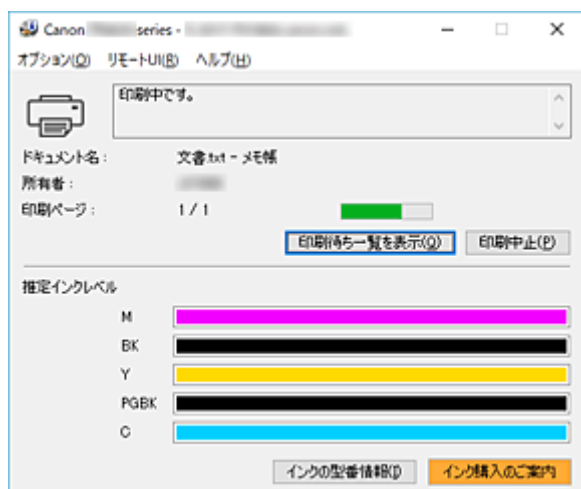 Canon series -
オプション(O) リモートUI(R) ヘルプ(H)
印刷中です。
ドキュメント名 : 文書.txt - メモ帳
所有者 :
印刷ページ : 1 / 1
印刷待ち一覧を表示(Q) 印刷中止(P)
推定インクレベル
M
BK
Y
PGBK
C
インクの型番情報(I) インク購入のご案内